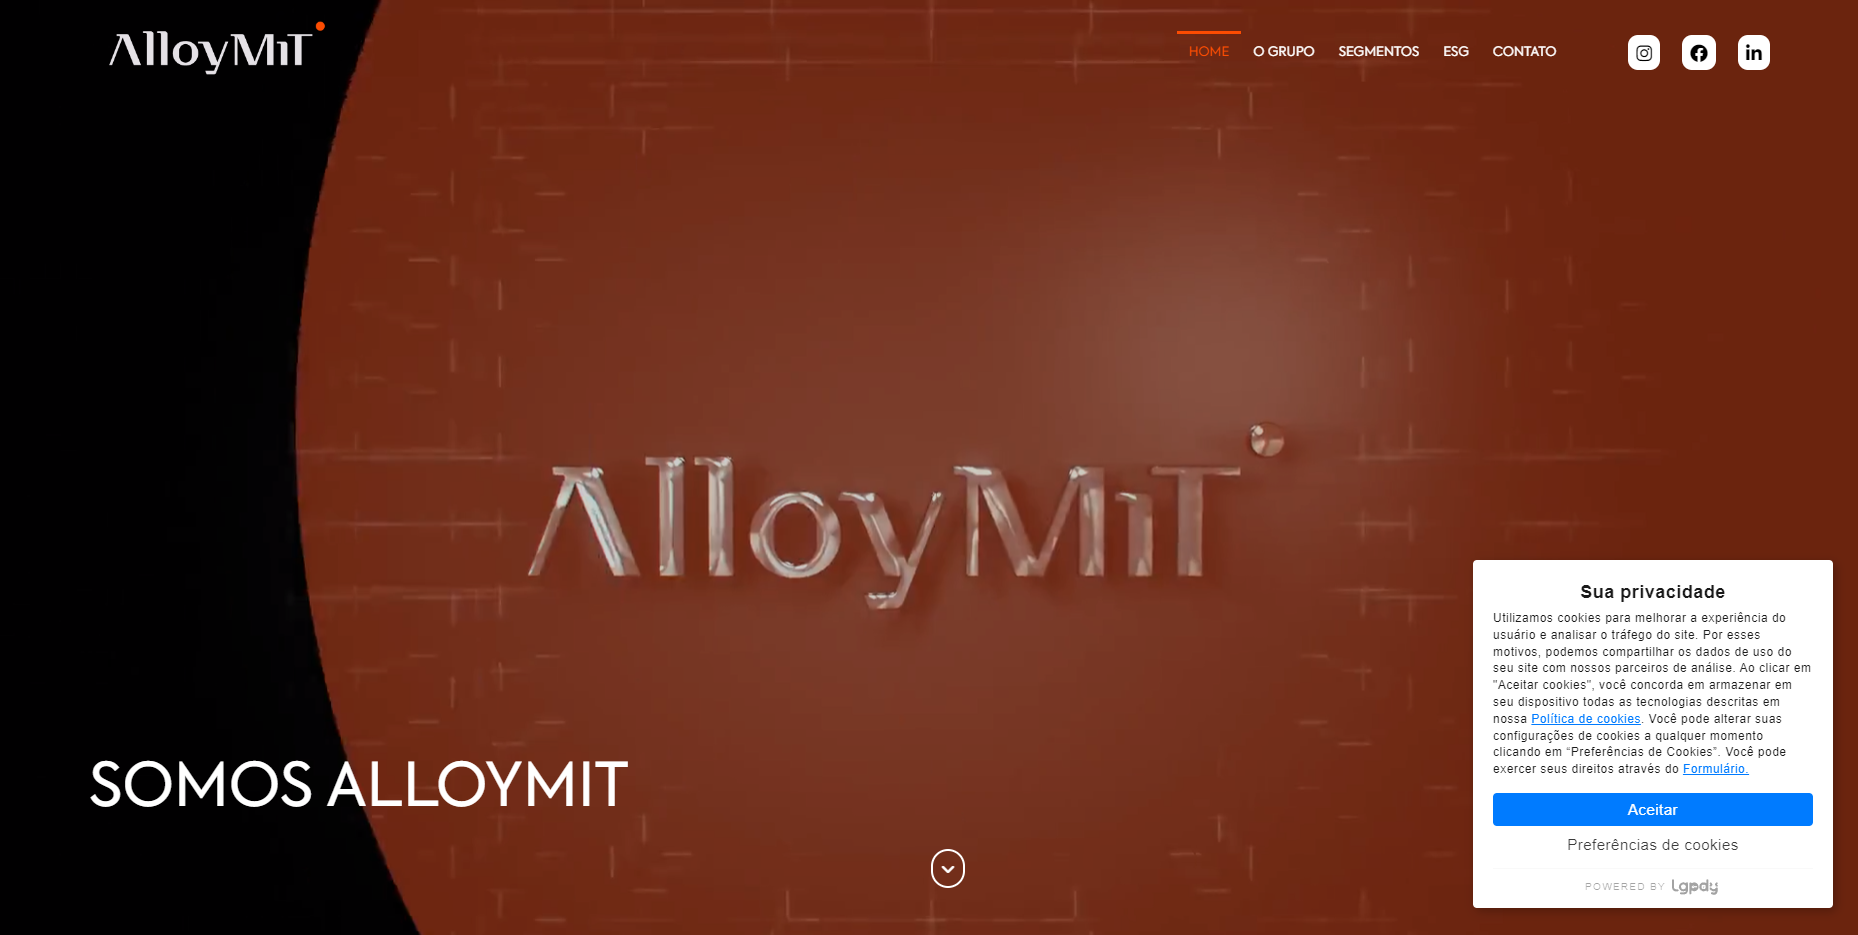 AlloyMiT
HOME O GRUPO SEGMENTOS ESG CONTATO
AlloyMiT
SOMOS ALLOYMIT
Sua privacidade
Utilizamos cookies para melhorar a experiência do
usuário e analisar o tráfego do site. Por esses
motivos, podemos compartilhar os dados de uso do
seu site com nossos parceiros de análise. Ao clicar em
"Aceitar cookies", você concorda em armazenar em
seu dispositivo todas as tecnologias descritas em
nossa Política de cookies. Você pode alterar suas
configurações de cookies a qualquer momento
clicando em “Preferências de Cookies”. Você pode
exercer seus direitos através do Formulário.
Aceitar
Preferências de cookies
POWERED BY lgpdy